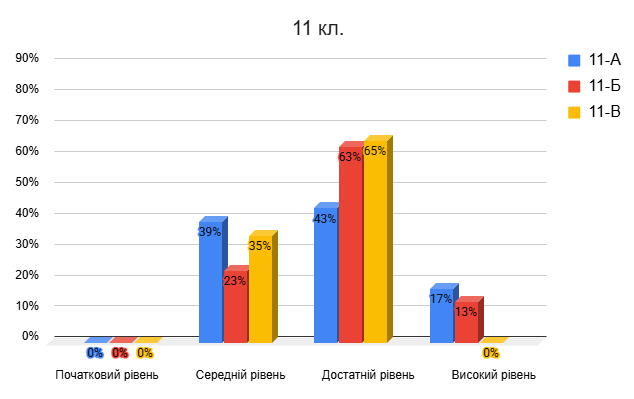 11 кл.
90%
80%
70%
60%
50%
40%
30%
20%
10%
0%
11-А
11-Б
11-В
0% 0% 0%
39% 23% 35%
43% 63% 65%
17% 13% 0%
Початковий рівень Середній рівень Достатній рівень Високий рівень